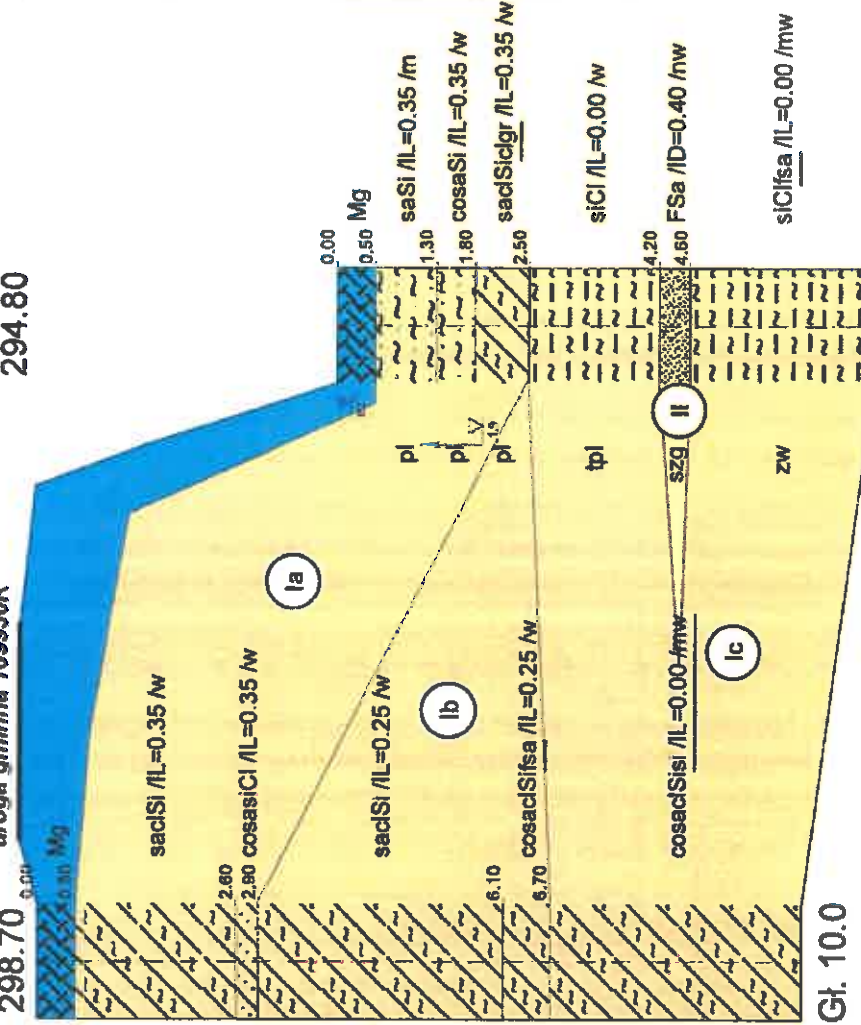 298.70
294.80
0.00
Mg
0.00
0.50 Mg
saclSi /IL=0.35 /w
2.60
cosasiCl /IL=0.35 /w
2.90
saclSi /IL=0.25 /w
6.10
cosaclSifsa /IL=0.25 /w
6.70
cosaclSisi /IL=0.00 /mw
Gł. 10.0
Ia
Ib
Ic
II
saSi /IL=0.35 /m
1.30
cosaSi /IL=0.35 /w
1.80
saclSiclgr /IL=0.35 /w
2.50
siCl /IL=0.00 /w
4.20
FSa /ID=0.40 /nw
4.60
siClfsa /IL=0.00 /mw
pl
pl
pl
tpl
szg
zw